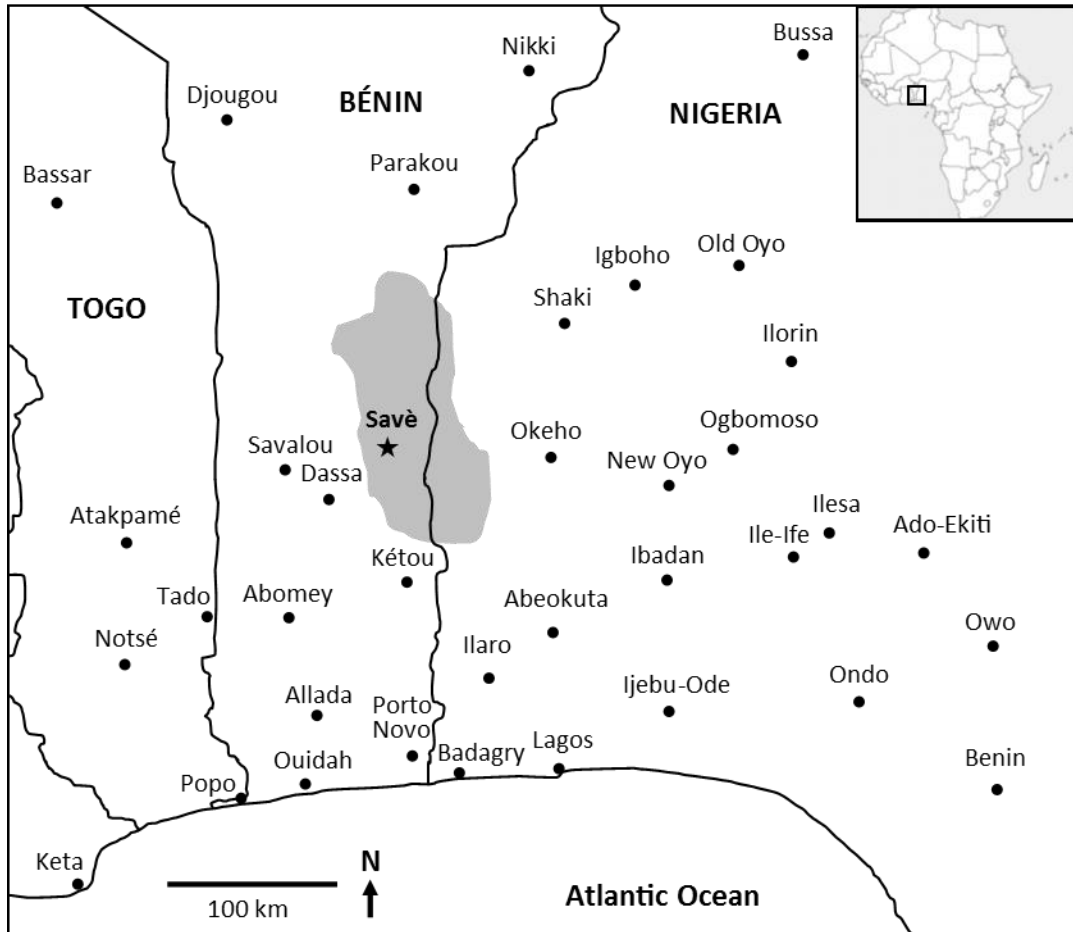 Bussa
Nikki
Djougou
BÉNIN
NIGERIA
Parakou
Bassar
Old Oyo
Igboho
Shaki
TOGO
Ilorin
Savè
Okeho
Ogbomoso
Savalou
Dassa
New Oyo
Atakpamé
Ilesa
Ado-Ekiti
Ile-Ife
Kétou
Ibadan
Tado
Abomey
Abeokuta
Owo
Notsé
Ilaro
Ijebu-Ode
Ondo
Allada
Porto
Novo
Ouidah
Badagry
Lagos
Benin
Popo
Keta
N
100 km
Atlantic Ocean